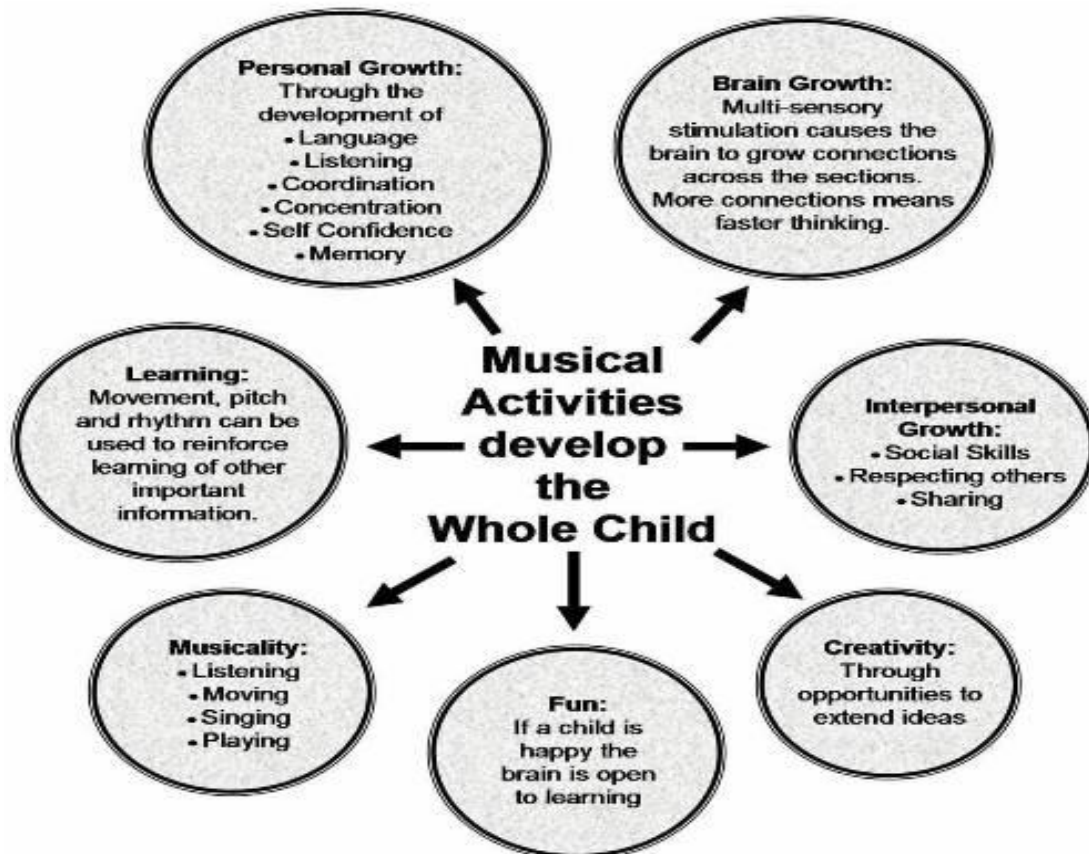 Personal Growth:
Through the
development of
• Language
• Listening
• Coordination
• Concentration
• Self Confidence
• Memory
Brain Growth:
Multi-sensory
stimulation causes the
brain to grow connections
across the sections.
More connections means
faster thinking.
Musical
Activities
develop
the
Whole Child
Learning:
Movement, pitch
and rhythm can be
used to reinforce
learning of other
important
information.
Interpersonal
Growth:
• Social Skills
• Respecting others
• Sharing
Musicality:
• Listening
• Moving
• Singing
• Playing
Fun:
If a child is
happy the
brain is open
to learning
Creativity:
Through
opportunities to
extend ideas